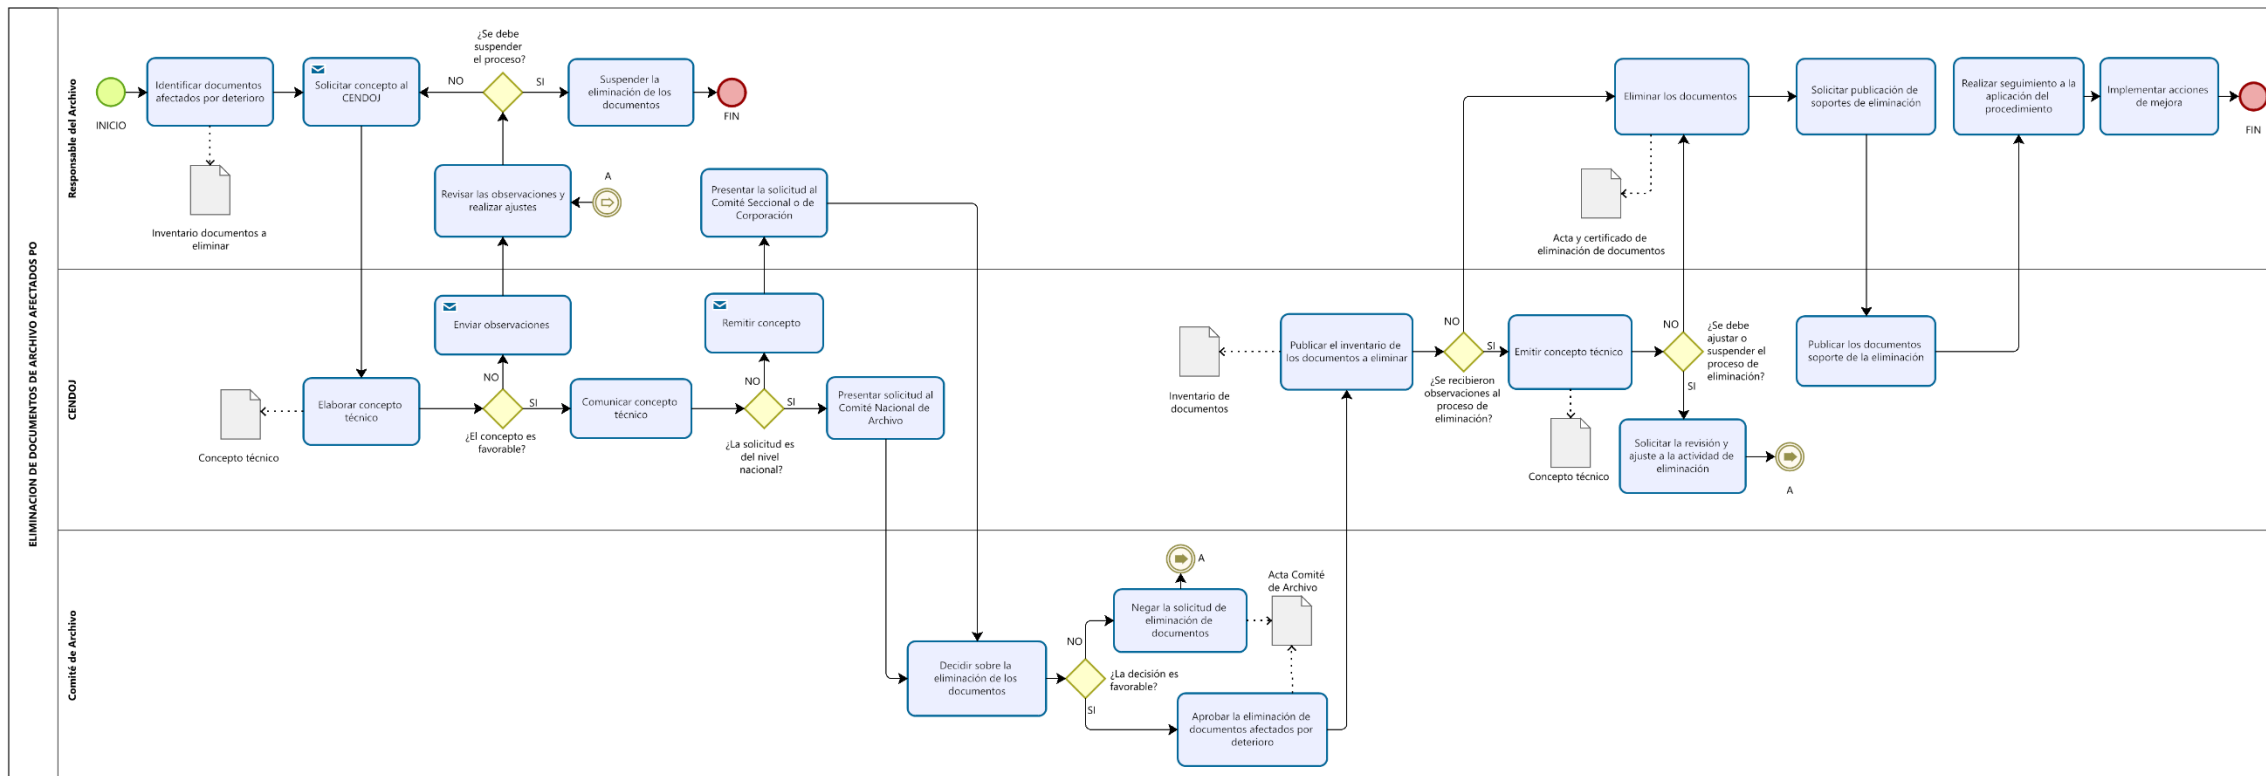 ELIMINACION DE DOCUMENTOS DE ARCHIVO AFECTADOS PO
Responsable del Archivo
INICIO
Identificar documentos
afectados por deterioro
Inventario documentos a
eliminar
Solicitar concepto al
CENDOJ
NO
¿Se debe
suspender
el proceso?
SI
Suspender la
eliminación de los
documentos
FIN
Revisar las observaciones y
realizar ajustes
A
Presentar la solicitud al
Comité Seccional o de
Corporación
Eliminar los documentos
Acta y certificado de
eliminación de documentos
Solicitar publicación de
soportes de eliminación
Realizar seguimiento a la
aplicación del
procedimiento
Implementar acciones
de mejora
FIN
CENDOJ
Concepto técnico
Elaborar concepto
técnico
Enviar observaciones
NO
SI
¿El concepto es
favorable?
Comunicar concepto
técnico
Remitir concepto
NO
SI
¿La solicitud es
del nivel
nacional?
Presentar solicitud al
Comité Nacional de
Archivo
Inventario de
documentos
Publicar el inventario de
los documentos a eliminar
NO
SI
¿Se recibieron
observaciones al
proceso de
eliminación?
Emitir concepto técnico
Concepto técnico
NO
¿Se debe
ajustar o
suspender el
proceso de
eliminación?
SI
Solicitar la revisión y
ajuste a la actividad de
eliminación
A
Publicar los documentos
soporte de la eliminación
Comité de Archivo
Decidir sobre la
eliminación de los
documentos
NO
¿La decisión es
favorable?
SI
A
Negar la solicitud de
eliminación de
documentos
Acta Comité
de Archivo
Aprobar la eliminación de
documentos afectados por
deterioro